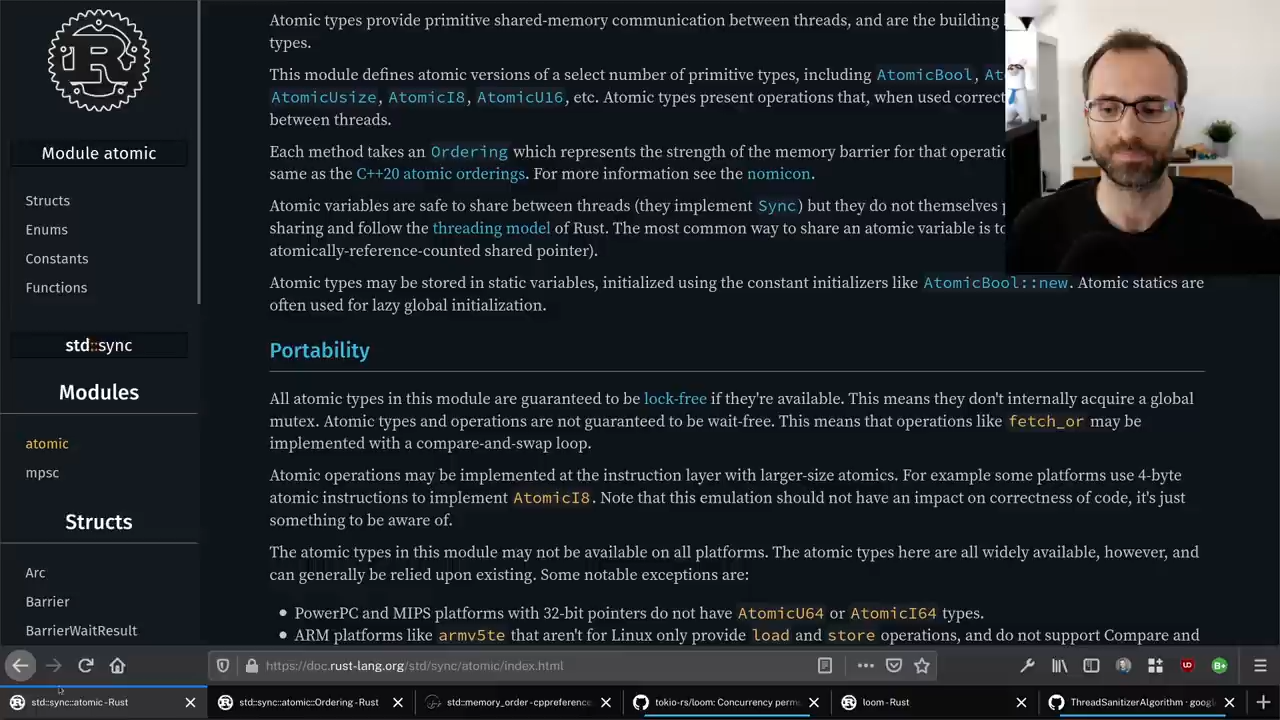 Atomic types provide primitive shared-memory communication between threads, and are the building
types.
This module defines atomic versions of a select number of primitive types, including AtomicBool,
AtomicUsize, AtomicI8, AtomicU16, etc. Atomic types present operations that, when used
between threads.
Each method takes an Ordering which represents the strength of the memory barrier for that
same as the C++20 atomic orderings. For more information see the nomicon.
Atomic variables are safe to share between threads (they implement Sync) but they do not themselves
sharing and follow the threading model of Rust. The most common way to share an atomic variable is to
atomically-reference-counted shared pointer).
Atomic types may be stored in static variables, initialized using the constant initializers like AtomicBool::new. Atomic statics are
often used for lazy global initialization.
Portability
All atomic types in this module are guaranteed to be lock-free if they're available. This means they don't internally acquire a global
mutex. Atomic types and operations are not guaranteed to be wait-free. This means that operations like fetch_or may be
implemented with a compare-and-swap loop.
Atomic operations may be implemented at the instruction layer with larger-size atomics. For example some platforms use 4-byte
atomic instructions to implement AtomicI8. Note that this emulation should not have an impact on correctness of code, it's just
something to be aware of.
The atomic types in this module may not be available on all platforms. The atomic types here are all widely available, however, and
can generally be relied upon existing. Some notable exceptions are:
• PowerPC and MIPS platforms with 32-bit pointers do not have AtomicU64 or AtomicI64 types.
• ARM platforms like armv5te that aren't for Linux only provide load and store operations, and do not support Compare and
R
Module atomic
Structs
Enums
Constants
Functions
std::sync
Modules
atomic
mpsc
Structs
Arc
Barrier
BarrierWaitResult
https://doc.rust-lang.org/std/sync/atomic/index.html
std::sync::atomic - Rust
std::sync::atomic::Ordering - Rust
std::memory_order - cppreference
tokio-rs/loom: Concurrency perm
loom - Rust
ThreadSanitizerAlgorithm · googl